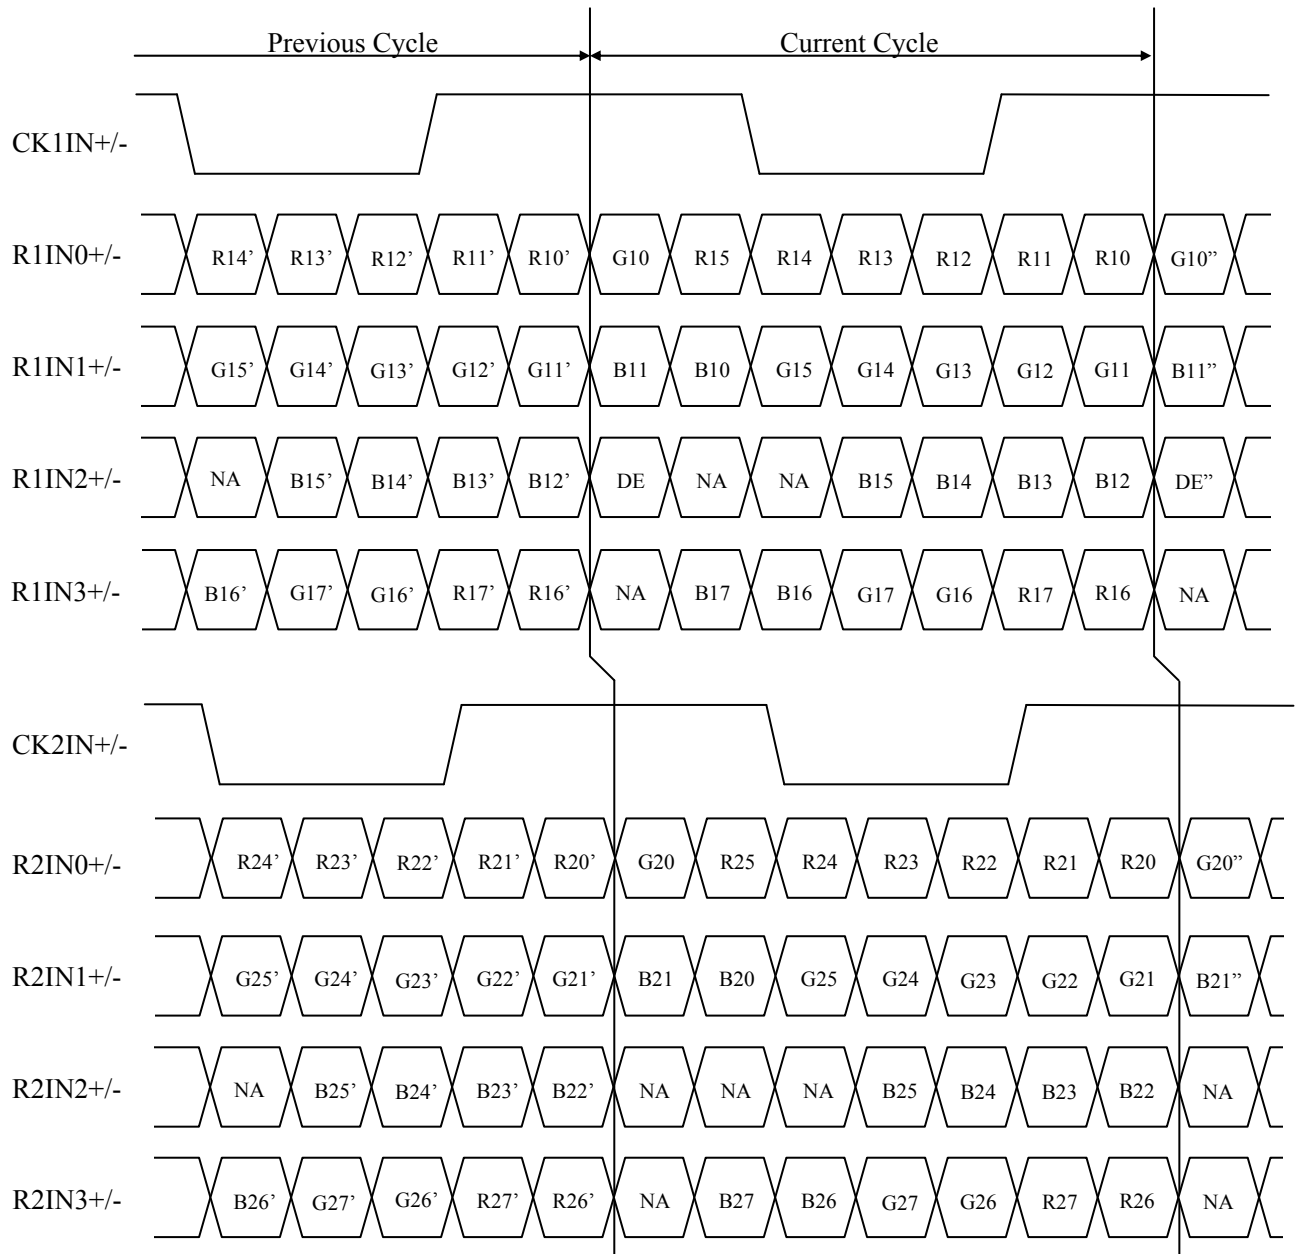 Previous Cycle Current Cycle
CK1IN+/-
R1IN0+/- R14’ R13’ R12’ R11’ R10’ G10 R15 R14 R13 R12 R11 R10 G10”
R1IN1+/- G15’ G14’ G13’ G12’ G11’ B11 B10 G15 G14 G13 G12 G11 B11”
R1IN2+/- NA B15’ B14’ B13’ B12’ DE NA NA B15 B14 B13 B12 DE”
R1IN3+/- B16’ G17’ G16’ R17’ R16’ NA B17 B16 G17 G16 R17 R16 NA
CK2IN+/-
R2IN0+/- R24’ R23’ R22’ R21’ R20’ G20 R25 R24 R23 R22 R21 R20 G20”
R2IN1+/- G25’ G24’ G23’ G22’ G21’ B21 B20 G25 G24 G23 G22 G21 B21”
R2IN2+/- NA B25’ B24’ B23’ B22’ NA NA NA B25 B24 B23 B22 NA
R2IN3+/- B26’ G27’ G26’ R27’ R26’ NA B27 B26 G27 G26 R27 R26 NA